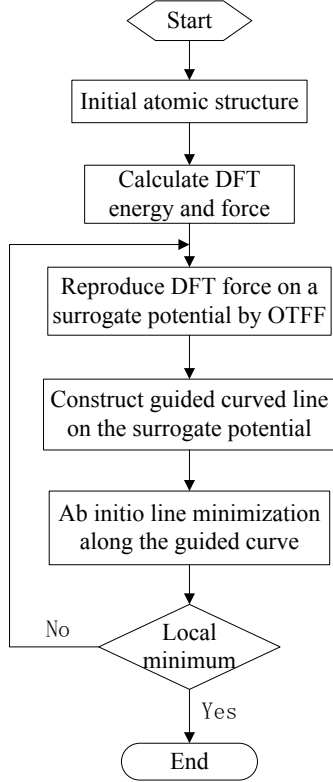 Start
Initial atomic structure
Calculate DFT
energy and force
Reproduce DFT force on a
surrogate potential by OTFF
Construct guided curved line
on the surrogate potential
Ab initio line minimization
along the guided curve
No
Local
minimum
Yes
End